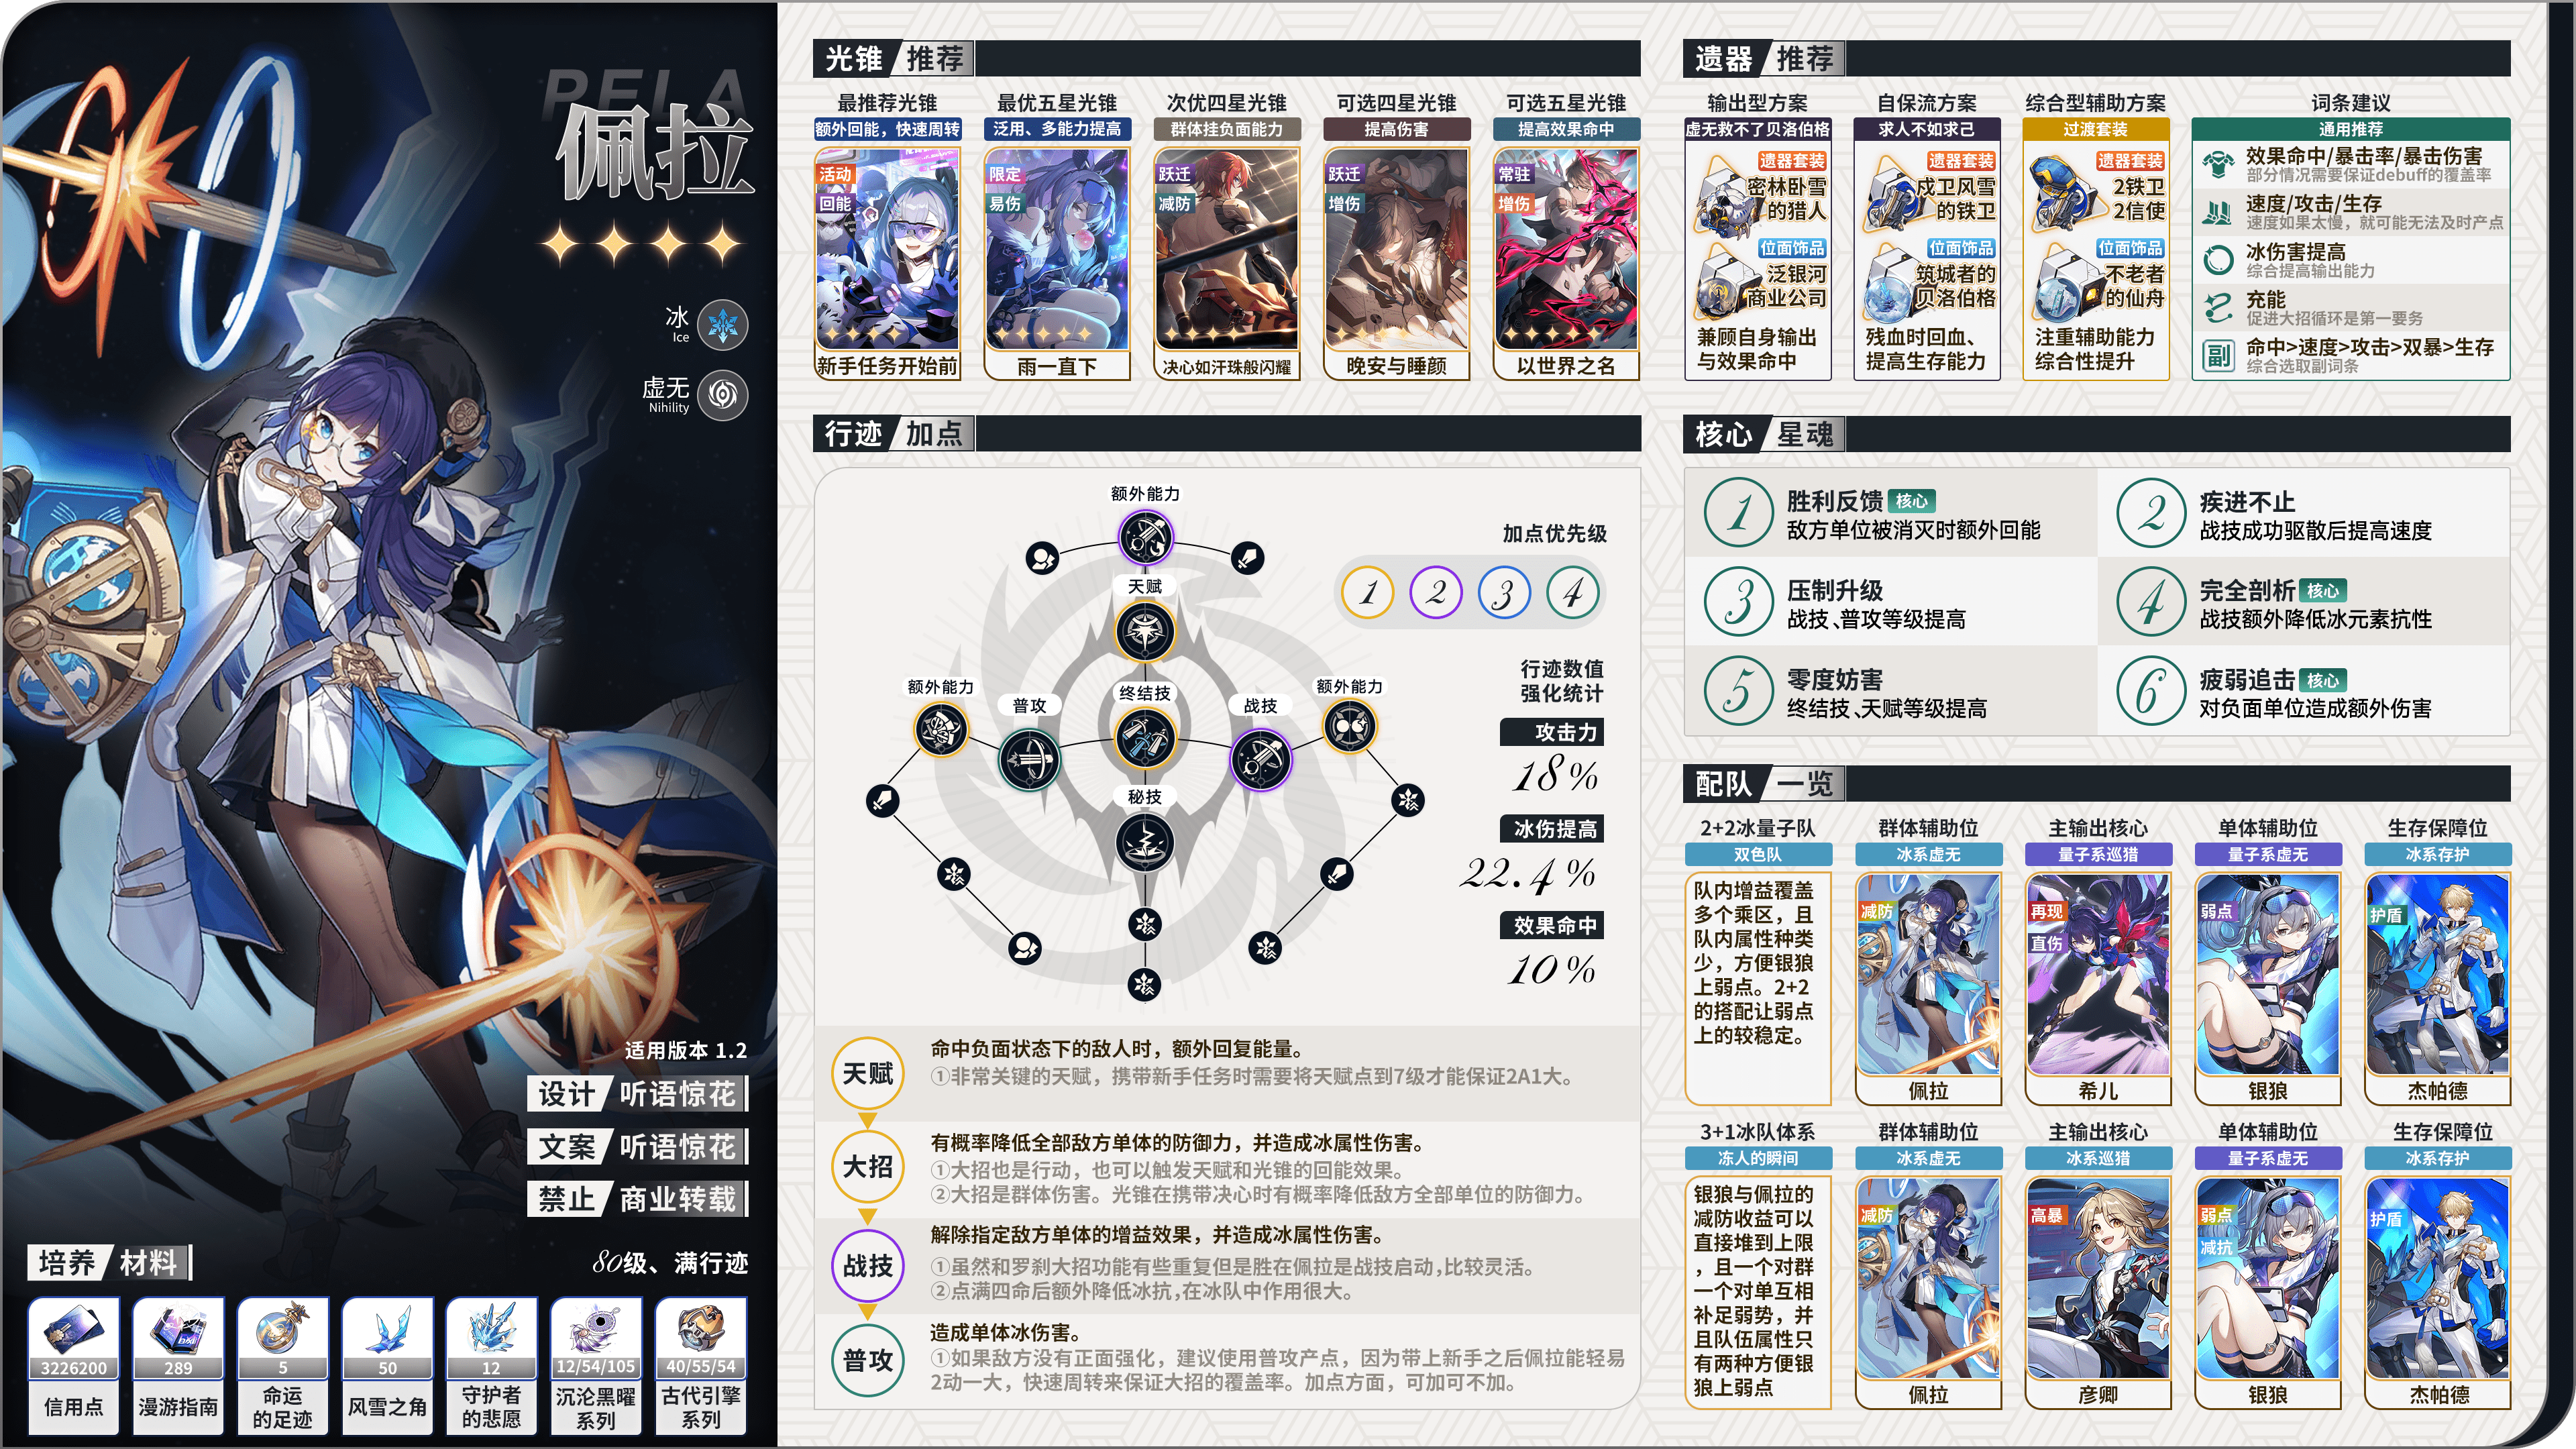 PELA
佩拉
冰
Ice
虚无
Nihility
适用版本 1.2
设计 听语惊花
文案 听语惊花
禁止 商业转载
培养 材料
80级、满行迹
3226200
信用点
289
漫游指南
5
命运
的足迹
50
风雪之角
12
守护者
的悲愿
12/54/105
沉沦黑曜
系列
40/55/54
古代引擎
系列
光锥 推荐
最推荐光锥
额外回能，快速周转
活动
回能
新手任务开始前
最优五星光锥
泛用、多能力提高
限定
易伤
雨一直下
次优四星光锥
群体挂负面能力
跃迁
减防
决心如汗珠般闪耀
可选四星光锥
提高伤害
跃迁
增伤
晚安与睡颜
可选五星光锥
提高效果命中
常驻
增伤
以世界之名
行迹 加点
额外能力
天赋
额外能力
普攻
终结技
战技
额外能力
秘技
加点优先级
1 2 3 4
行迹数值
强化统计
攻击力
18%
冰伤提高
22.4%
效果命中
10%
天赋
命中负面状态下的敌人时，额外回复能量。
①非常关键的天赋，携带新手任务时需要将天赋点到7级才能保证2A1大。
大招
有概率降低全部敌方单体的防御力，并造成冰属性伤害。
①大招也是行动，也可以触发天赋和光锥的回能效果。
②大招是群体伤害。光锥在携带决心时有概率降低敌方全部单位的防御力。
战技
解除指定敌方单体的增益效果，并造成冰属性伤害。
①虽然和罗刹大招功能有些重复但是胜在佩拉是战技启动,比较灵活。
②点满四命后额外降低冰抗,在冰队中作用很大。
普攻
造成单体冰伤害。
①如果敌方没有正面强化，建议使用普攻产点，因为带上新手之后佩拉能轻易
2动一大，快速周转来保证大招的覆盖率。加点方面，可加可不加。
遗器 推荐
输出型方案
虚无救不了贝洛伯格
遗器套装
密林卧雪
的猎人
位面饰品
泛银河
商业公司
兼顾自身输出
与效果命中
自保流方案
求人不如求己
遗器套装
戍卫风雪
的铁卫
位面饰品
筑城者的
贝洛伯格
残血时回血、
提高生存能力
综合型辅助方案
过渡套装
遗器套装
2铁卫
2信使
位面饰品
不老者
的仙舟
注重辅助能力
综合性提升
词条建议
通用推荐
效果命中/暴击率/暴击伤害
部分情况需要保证debuff的覆盖率
速度/攻击/生存
速度如果太慢，就可能无法及时产点
冰伤害提高
综合提高输出能力
充能
促进大招循环是第一要务
副
命中>速度>攻击>双暴>生存
综合选取副词条
核心 星魂
1
胜利反馈 核心
敌方单位被消灭时额外回能
2
疾进不止
战技成功驱散后提高速度
3
压制升级
战技、普攻等级提高
4
完全剖析 核心
战技额外降低冰元素抗性
5
零度妨害
终结技、天赋等级提高
6
疲弱追击 核心
对负面单位造成额外伤害
配队 一览
2+2冰量子队
双色队
队内增益覆盖
多个乘区，且
队内属性种类
少，方便银狼
上弱点。2+2
的搭配让弱点
上的较稳定。
群体辅助位
冰系虚无
减防
佩拉
主输出核心
量子系巡猎
再现
直伤
希儿
单体辅助位
量子系虚无
弱点
银狼
生存保障位
冰系存护
护盾
杰帕德
3+1冰队体系
冻人的瞬间
银狼与佩拉的
减防收益可以
直接堆到上限
，且一个对群
一个对单互相
补足弱势，并
且队伍属性只
有两种方便银
狼上弱点
群体辅助位
冰系虚无
减防
佩拉
主输出核心
冰系巡猎
高暴
彦卿
单体辅助位
量子系虚无
弱点
减抗
银狼
生存保障位
冰系存护
护盾
杰帕德